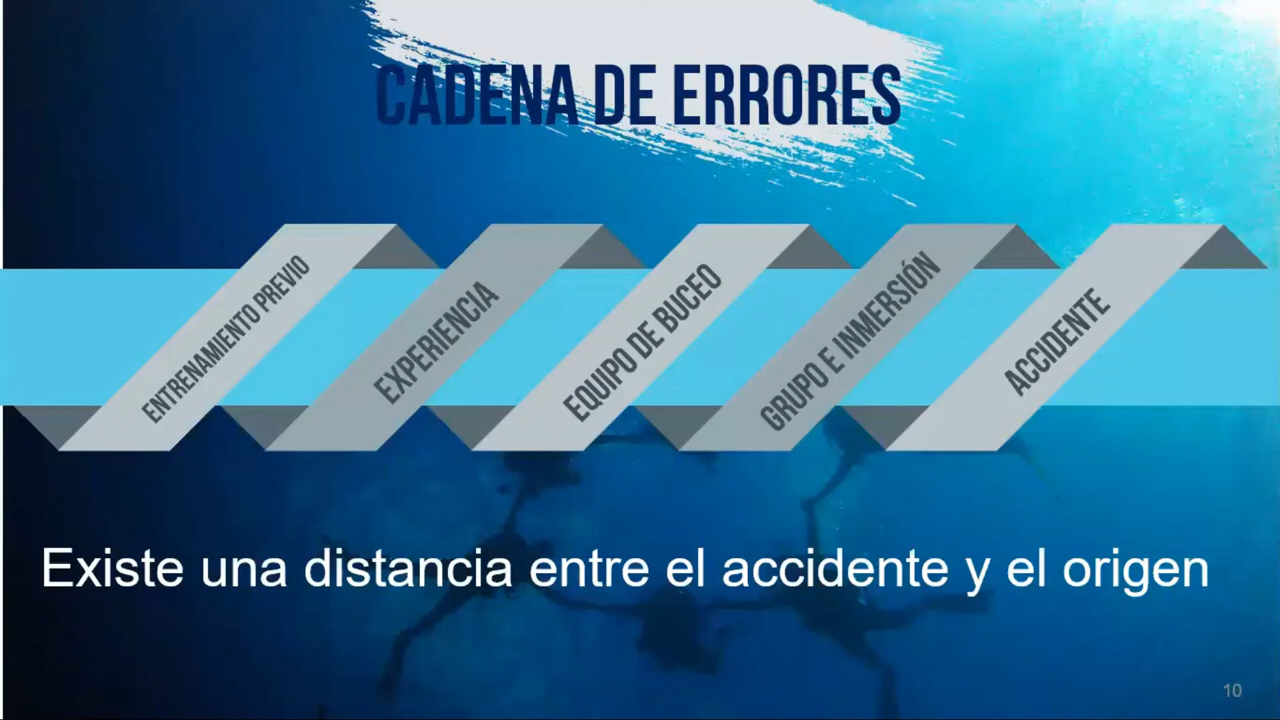 CADENA DE ERRORES
ENTRENAMIENTO PREVIO
EXPERIENCIA
EQUIPO DE BUCEO
GRUPO E INMERSIÓN
ACCIDENTE
Existe una distancia entre el accidente y el origen
10